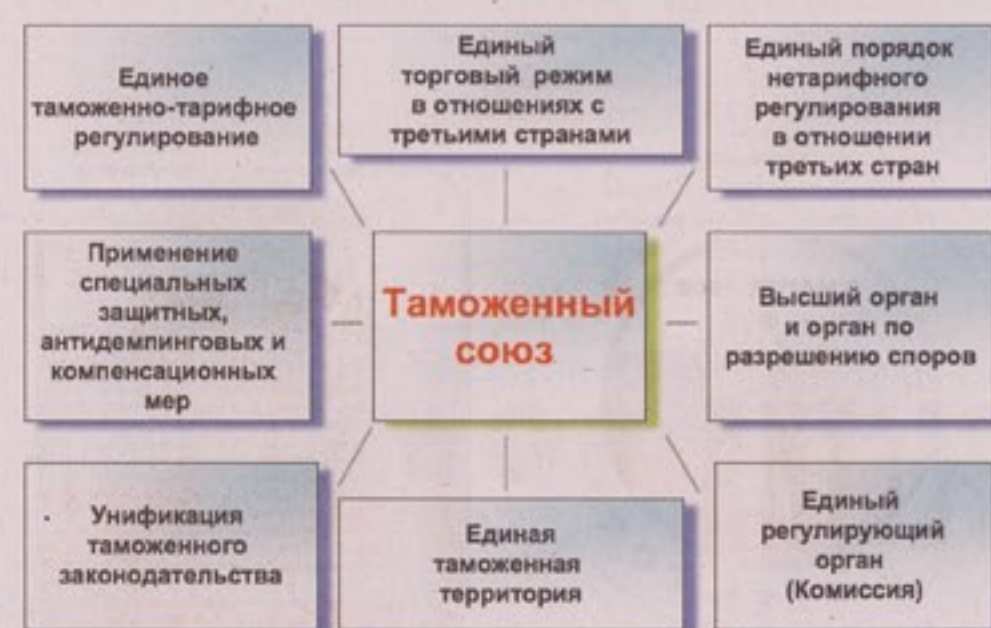 Единое
таможенно-тарифное
регулирование
Единый
торговый режим
в отношениях с
третьими странами
Единый порядок
нетарифного
регулирования
в отношении
третьих стран
Применение
специальных
защитных,
антидемпинговых и
компенсационных
мер
Таможенный
союз
Высший орган
и орган по
разрешению споров
Унификация
таможенного
законодательства
Единая
таможенная
территория
Единый
регулирующий
орган
(Комиссия)